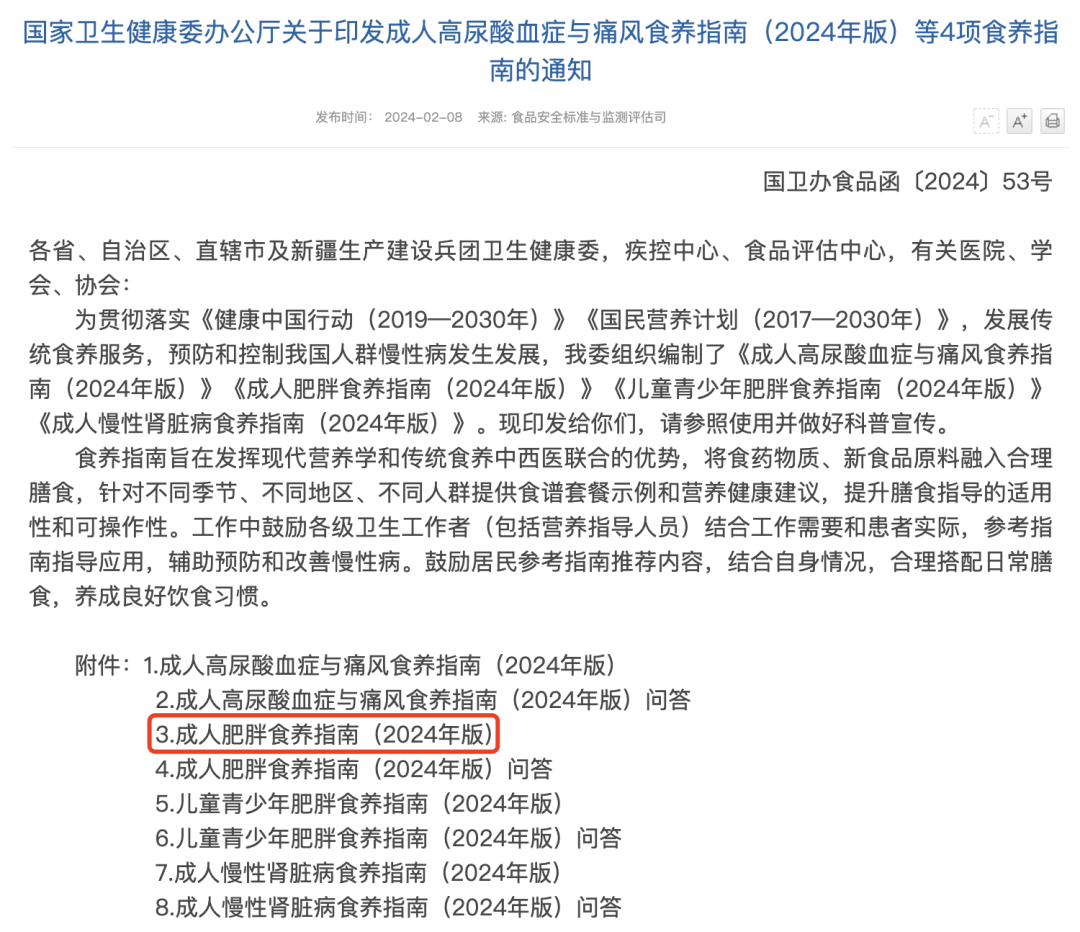 国家卫生健康委办公厅关于印发成人高尿酸血症与痛风食养指南（2024年版）等4项食养指
南的通知
发布时间： 2024-02-08 来源: 食品安全标准与监测评估司
A-
A+
国卫办食品函〔2024〕53号
各省、自治区、直辖市及新疆生产建设兵团卫生健康委，疾控中心、食品评估中心，有关医院、学
会、协会：
为贯彻落实《健康中国行动（2019—2030年）》《国民营养计划（2017—2030年）》，发展传
统食养服务，预防和控制我国人群慢性病发生发展，我委组织编制了《成人高尿酸血症与痛风食养指
南（2024年版）》《成人肥胖食养指南（2024年版）》《儿童青少年肥胖食养指南（2024年版）》
《成人慢性肾脏病食养指南（2024年版）》。现印发给你们，请参照使用并做好科普宣传。
食养指南旨在发挥现代营养学和传统食养中西医联合的优势，将食药物质、新食品原料融入合理
膳食，针对不同季节、不同地区、不同人群提供食谱套餐示例和营养健康建议，提升膳食指导的适用
性和可操作性。工作中鼓励各级卫生工作者（包括营养指导人员）结合工作需要和患者实际，参考指
南指导应用，辅助预防和改善慢性病。鼓励居民参考指南推荐内容，结合自身情况，合理搭配日常膳
食，养成良好饮食习惯。
附件：1.成人高尿酸血症与痛风食养指南（2024年版）
2.成人高尿酸血症与痛风食养指南（2024年版）问答
3.成人肥胖食养指南（2024年版）
4.成人肥胖食养指南（2024年版）问答
5.儿童青少年肥胖食养指南（2024年版）
6.儿童青少年肥胖食养指南（2024年版）问答
7.成人慢性肾脏病食养指南（2024年版）
8.成人慢性肾脏病食养指南（2024年版）问答